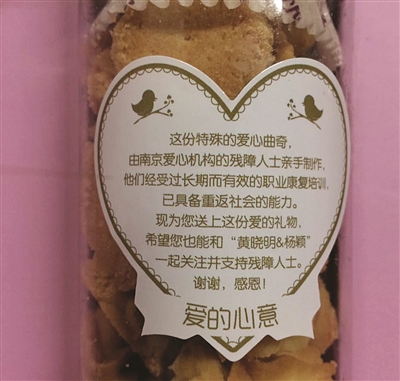 这份特殊的爱心曲奇，
由南京爱心机构的残障人士亲手制作，
他们经受过长期而有效的职业康复培训，
已具备重返社会的能力。
现为您送上这份爱的礼物，
希望您也能和“黄晓明&杨颖”
一起关注并支持残障人士。
谢谢，感恩！
爱的心意